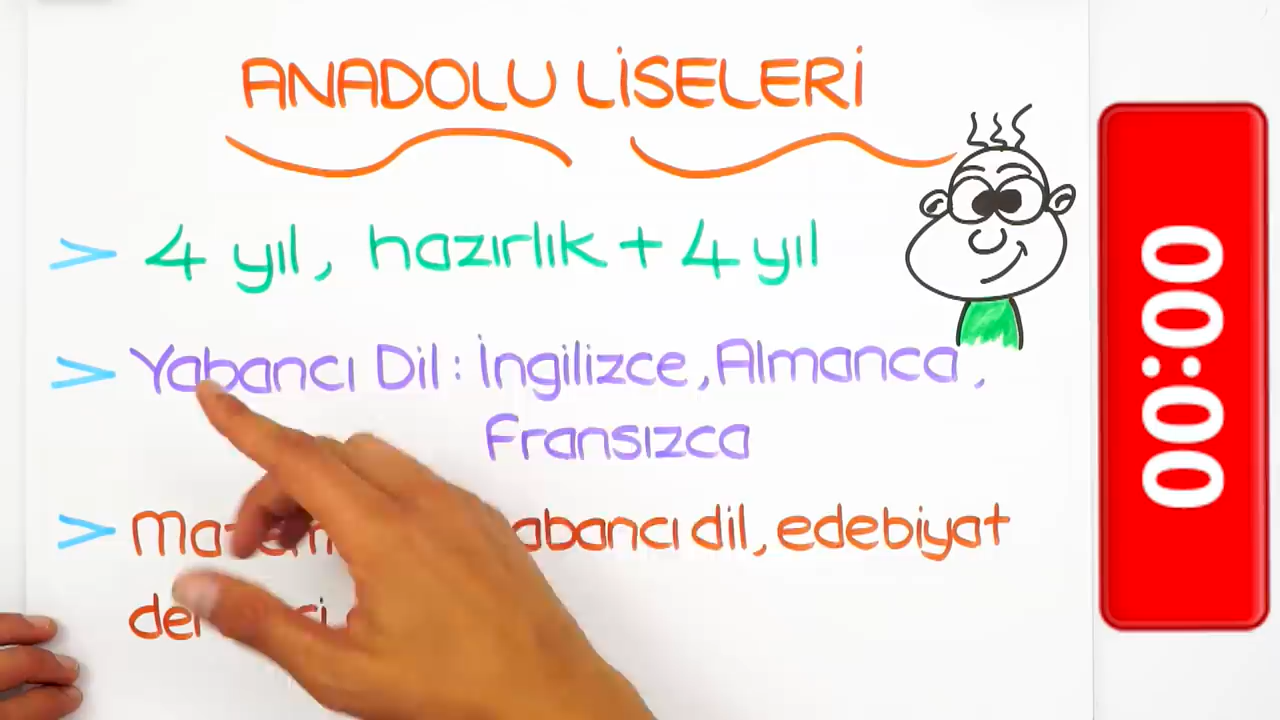 ANADOLU LİSELERİ
> 4 yıl, hazırlık + 4 yıl
> Yabancı Dil : İngilizce, Almanca,
Fransızca
> dil, edebiyat
00:00